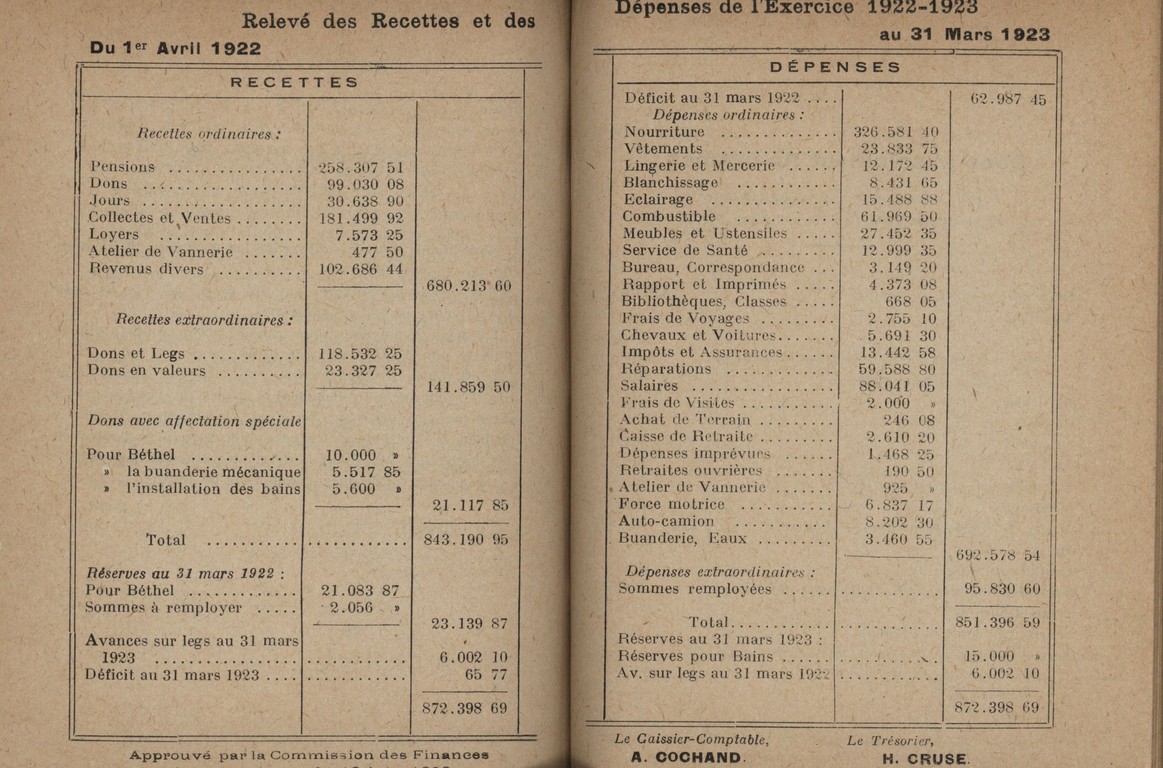 Relevé des Recettes et des
Du 1er Avril 1922
RECETTES
Recettes ordinaires :
Pensions ................ 258.307 51
Dons .................. 99.030 08
Jours .................. 30.638 90
Collectes et Ventes ........ 181.499 92
Loyers ................ 7.573 25
Atelier de Vannerie ....... 477 50
Revenus divers .......... 102.686 44
680.213 60
Recettes extraordinaires :
Dons et Legs ............. 118.532 25
Dons en valeurs .......... 23.327 25
141.859 50
Dons avec affectation spéciale
Pour Béthel ............ 10.000 »
» la buanderie mécanique 5.517 85
» l'installation des bains 5.600 »
21.117 85
Total ..................... 843.190 95
Réserves au 31 mars 1922 :
Pour Béthel ............. 21.083 87
Sommes à remployer ..... 2.056 »
23.139 87
Avances sur legs au 31 mars
1923 ........................... 6.002 10
Déficit au 31 mars 1923 ............... 65 77
872.398 69
Approuvé par la Commission des Finances
Dépenses de l'Exercice 1922-1923
au 31 Mars 1923
DÉPENSES
Déficit au 31 mars 1922 .... 62.987 45
Dépenses ordinaires :
Nourriture .............. 326.581 40
Vêtements .............. 23.833 75
Lingerie et Mercerie ...... 12.172 45
Blanchissage ............ 8.431 65
Eclairage ............... 15.488 88
Combustible ............ 61.969 50
Meubles et Ustensiles ..... 27.452 35
Service de Santé ......... 12.999 35
Bureau, Correspondance ... 3.149 20
Rapport et Imprimés ..... 4.373 08
Bibliothèques, Classes ..... 668 05
Frais de Voyages ......... 2.755 10
Chevaux et Voitures....... 5.691 30
Impôts et Assurances...... 13.442 58
Réparations ............. 59.588 80
Salaires ................. 88.041 05
Frais de Visites ........... 2.000 »
Achat de Terrain ......... 246 08
Caisse de Retraite ......... 2.610 20
Dépenses imprévues ...... 1.468 25
Retraites ouvrières ....... 190 50
Atelier de Vannerie ....... 925 »
Force motrice ........... 6.837 17
Auto-camion ........... 8.202 30
Buanderie, Eaux ......... 3.460 55
692.578 54
Dépenses extraordinaires :
Sommes remployées ................. 95.830 60
Total....................... 851.396 59
Réserves au 31 mars 1923 :
Réserves pour Bains ................. 15.000 »
Av. sur legs au 31 mars 1922 ........... 6.002 10
872.398 69
Le Caissier-Comptable, Le Trésorier,
A. COCHAND. H. CRUSE.